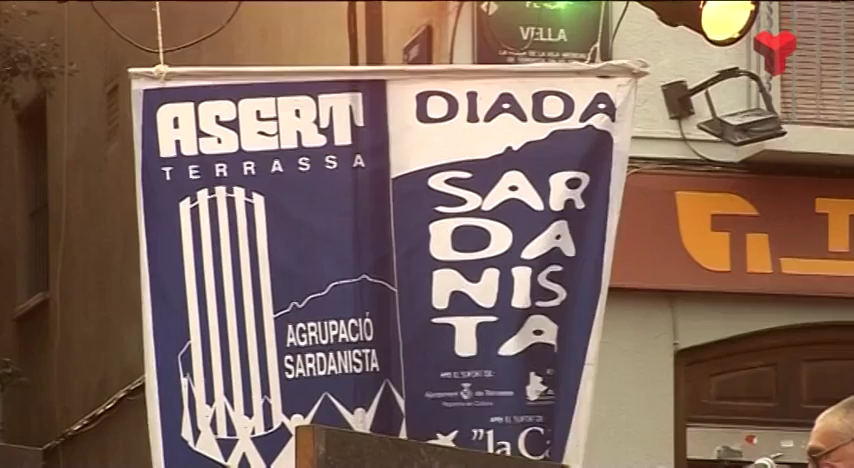 VELLA
ASERT
TERRASSA
AGRUPACIÓ
SARDANISTA
DIADA
SAR
DA
NIS
TA
AMB EL SUPORT DE:
Ajuntament de Terrassa
AMB EL SUPORT DE:
"la Ca